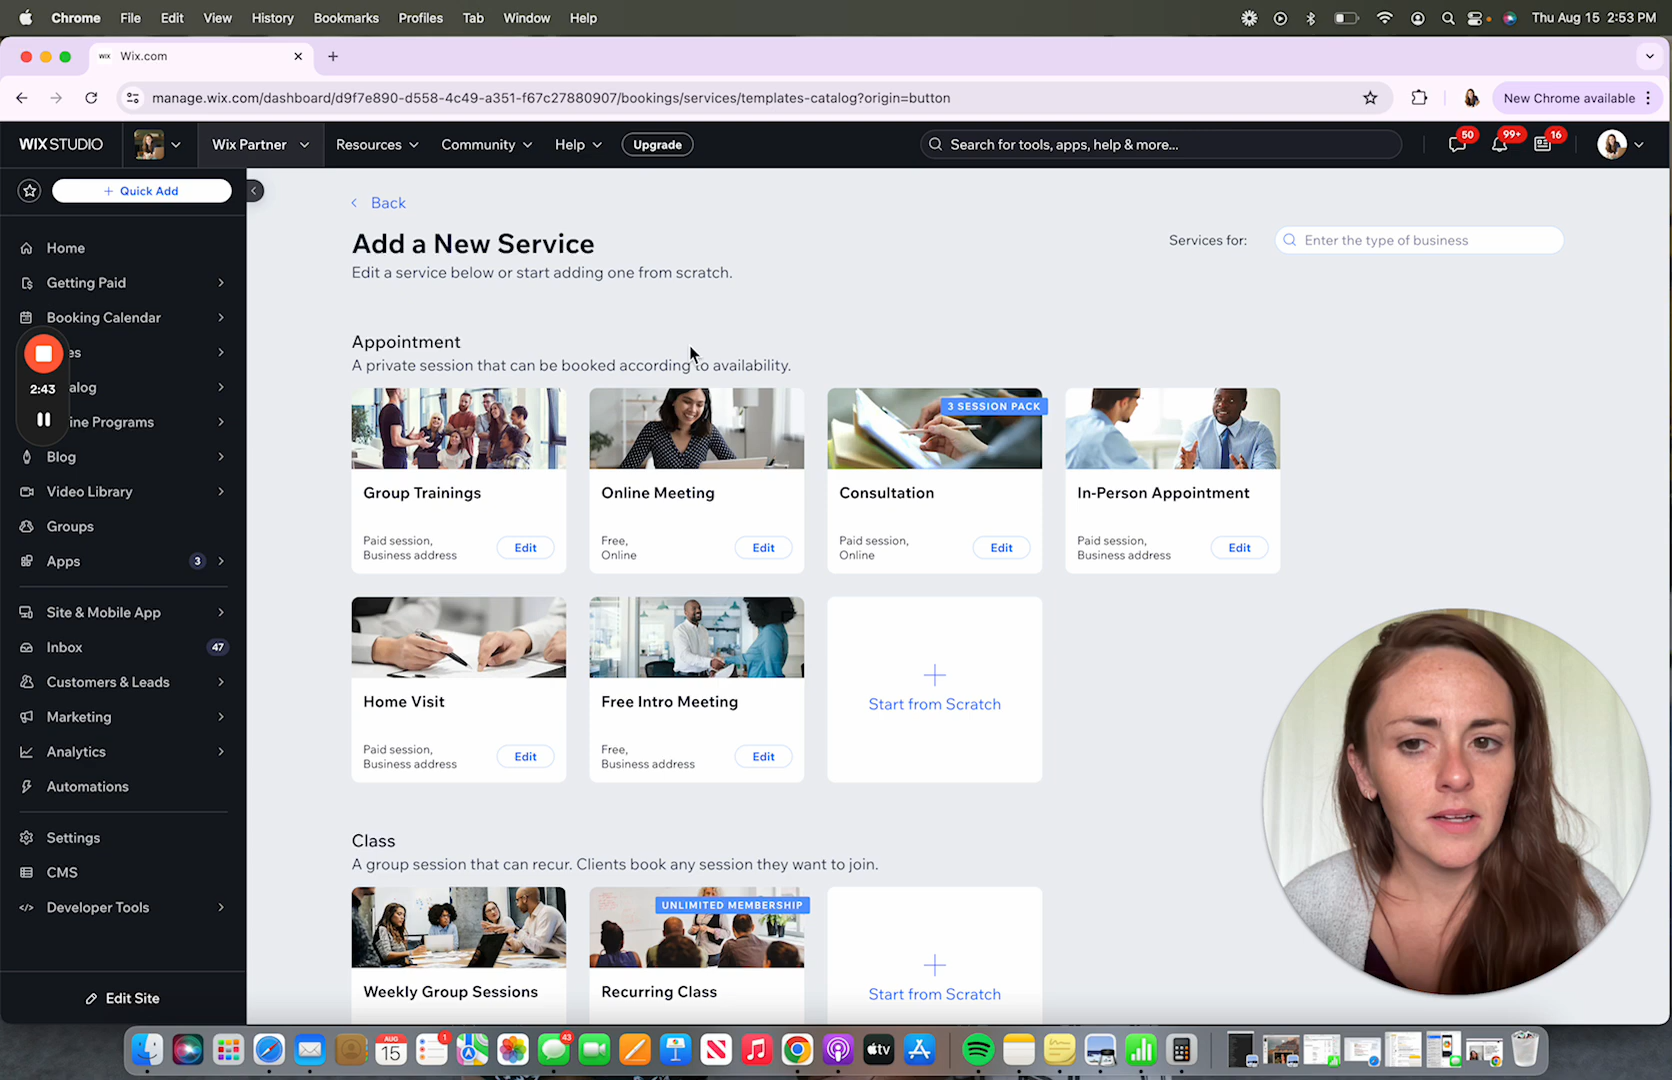 Chrome File Edit View History Bookmarks Profiles Tab Window Help Thu Aug 15 2:53 PM
WIX Wix.com
manage.wix.com/dashboard/d9f7e890-d558-4c49-a351-f67c27880907/bookings/services/templates-catalog?origin=button
New Chrome available
WIX STUDIO Wix Partner Resources Community Help Upgrade Search for tools, apps, help & more... 50 99+ 16
+ Quick Add
Home
Getting Paid
Booking Calendar
es
alog
ine Programs
Blog
Video Library
Groups
Apps 3
Site & Mobile App
Inbox 47
Customers & Leads
Marketing
Analytics
Automations
Settings
CMS
Developer Tools
Edit Site
2:43
Back
Add a New Service
Edit a service below or start adding one from scratch.
Services for: Enter the type of business
Appointment
A private session that can be booked according to availability.
Group Trainings
Paid session,
Business address
Edit
Online Meeting
Free,
Online
Edit
3 SESSION PACK
Consultation
Paid session,
Online
Edit
In-Person Appointment
Paid session,
Business address
Edit
Home Visit
Paid session,
Business address
Edit
Free Intro Meeting
Free,
Business address
Edit
Start from Scratch
Class
A group session that can recur. Clients book any session they want to join.
Weekly Group Sessions
UNLIMITED MEMBERSHIP
Recurring Class
Start from Scratch
AUG
15
1
43
tv